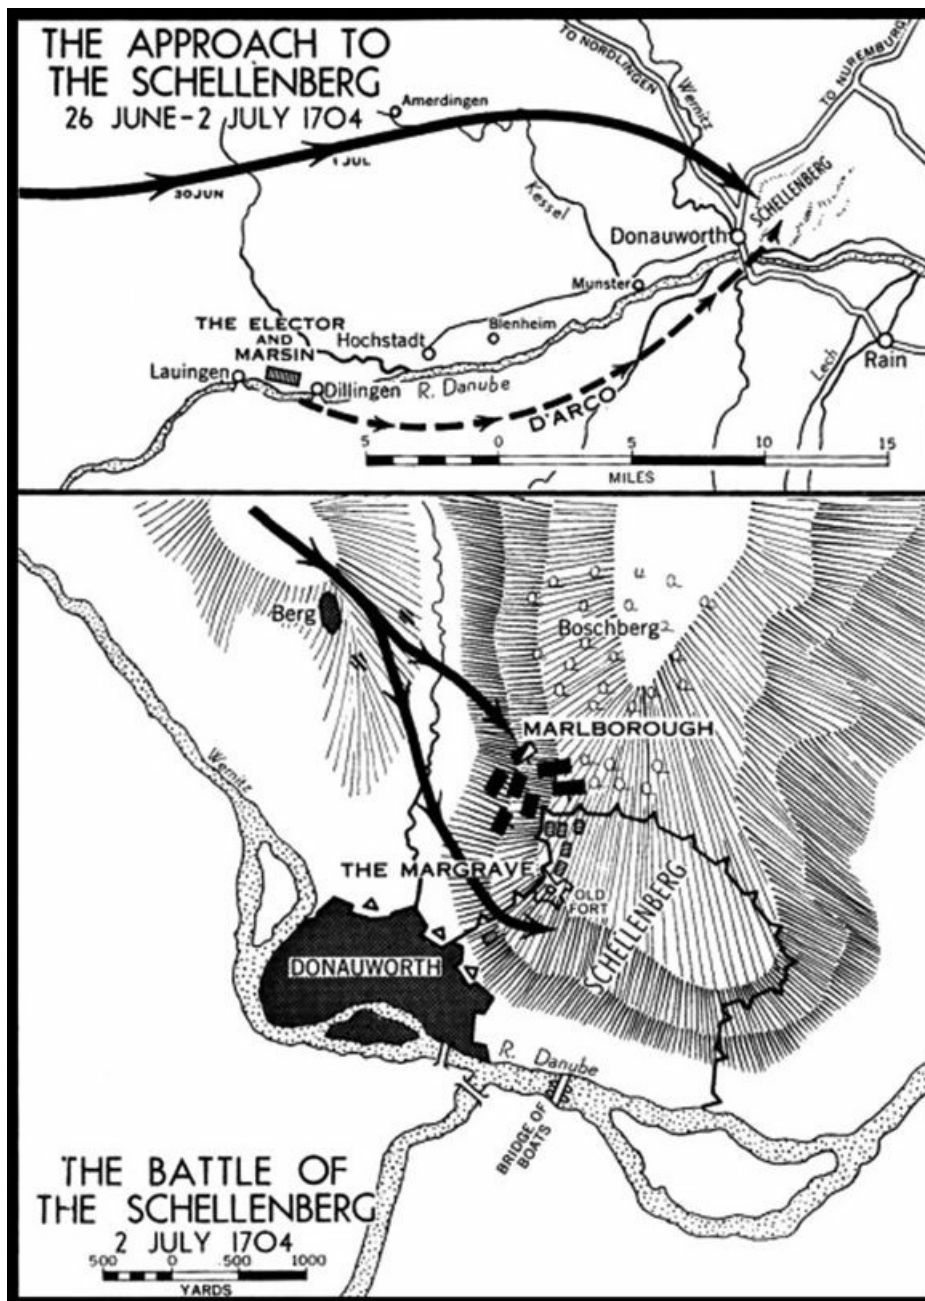 THE APPROACH TO
THE SCHELLENBERG
26 JUNE–2 JULY 1704
TO NORDLINGEN
Wernitz
TO NUREMBURG
Amerdingen
1 JUL
30 JUN
Kessel
SCHELLENBERG
Donauworth
Munster
THE ELECTOR
AND
MARSIN
Hochstadt
Blenheim
Lauingen
Dillingen
R. Danube
D'ARCO
Lech
Rain
5 0 5 10 15
MILES
Berg
Boschberg
MARLBOROUGH
Wernitz
THE MARGRAVE
OLD
FORT
SCHELLENBERG
DONAUWORTH
R. Danube
BRIDGE OF
BOATS
THE BATTLE OF
THE SCHELLENBERG
2 JULY 1704
500 0 500 1000
YARDS